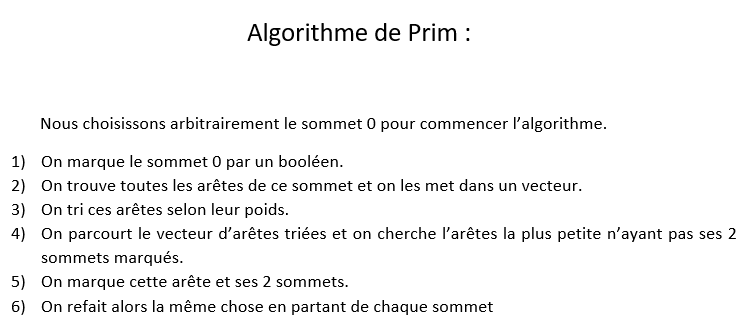 Algorithme de Prim :
Nous choisissons arbitrairement le sommet 0 pour commencer l’algorithme.
1) On marque le sommet 0 par un booléen.
2) On trouve toutes les arêtes de ce sommet et on les met dans un vecteur.
3) On tri ces arêtes selon leur poids.
4) On parcourt le vecteur d’arêtes triées et on cherche l’arêtes la plus petite n’ayant pas ses 2
sommets marqués.
5) On marque cette arête et ses 2 sommets.
6) On refait alors la même chose en partant de chaque sommet